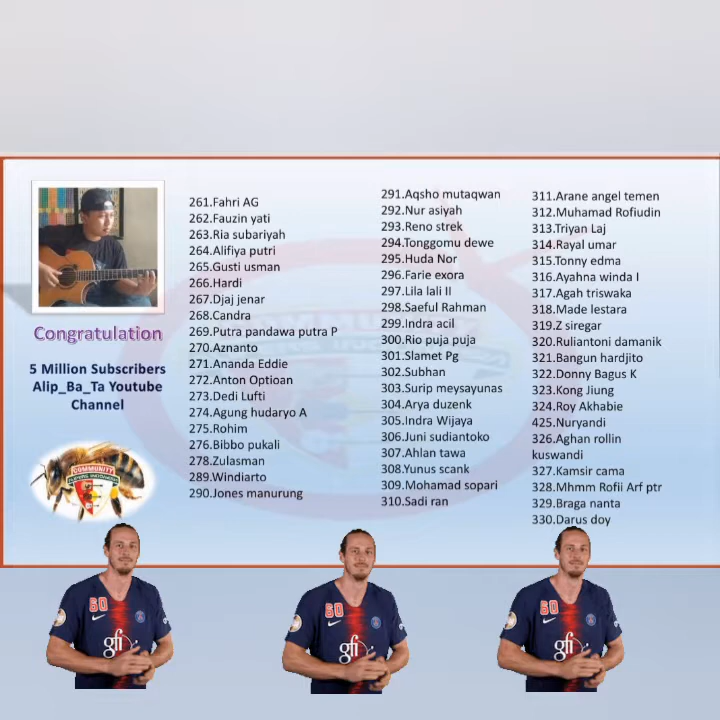 Congratulation
5 Million Subscribers
Alip_Ba_Ta Youtube
Channel
COMMUNITY
261.Fahri AG
262.Fauzin yati
263.Ria subariyah
264.Alifiya putri
265.Gusti usman
266.Hardi
267.Djaj jenar
268.Candra
269.Putra pandawa putra P
270.Aznanto
271.Ananda Eddie
272.Anton Optioan
273.Dedi Lufti
274.Agung hudaryo A
275.Rohim
276.Bibbo pukali
278.Zulasman
289.Windiarto
290.Jones manurung
291.Aqsho mutaqwan
292.Nur asiyah
293.Reno strek
294.Tonggomu dewe
295.Huda Nor
296.Farie exora
297.Lila lali II
298.Saeful Rahman
299.Indra acil
300.Rio puja puja
301.Slamet Pg
302.Subhan
303.Surip meysayunas
304.Arya duzenk
305.Indra Wijaya
306.Juni sudiantoko
307.Ahlan tawa
308.Yunus scank
309.Mohamad sopari
310.Sadi ran
311.Arane angel temen
312.Muhamad Rofiudin
313.Triyan Laj
314.Rayal umar
315.Tonny edma
316.Ayahna winda I
317.Agah triswaka
318.Made lestara
319.Z siregar
320.Ruliantoni damanik
321.Bangun hardjito
322.Donny Bagus K
323.Kong Jiung
324.Roy Akhabie
425.Nuryandi
326.Aghan rollin
kuswandi
327.Kamsir cama
328.Mhmm Rofii Arf ptr
329.Braga nanta
330.Darus doy
60
gfi
60
gfi
60
gfi